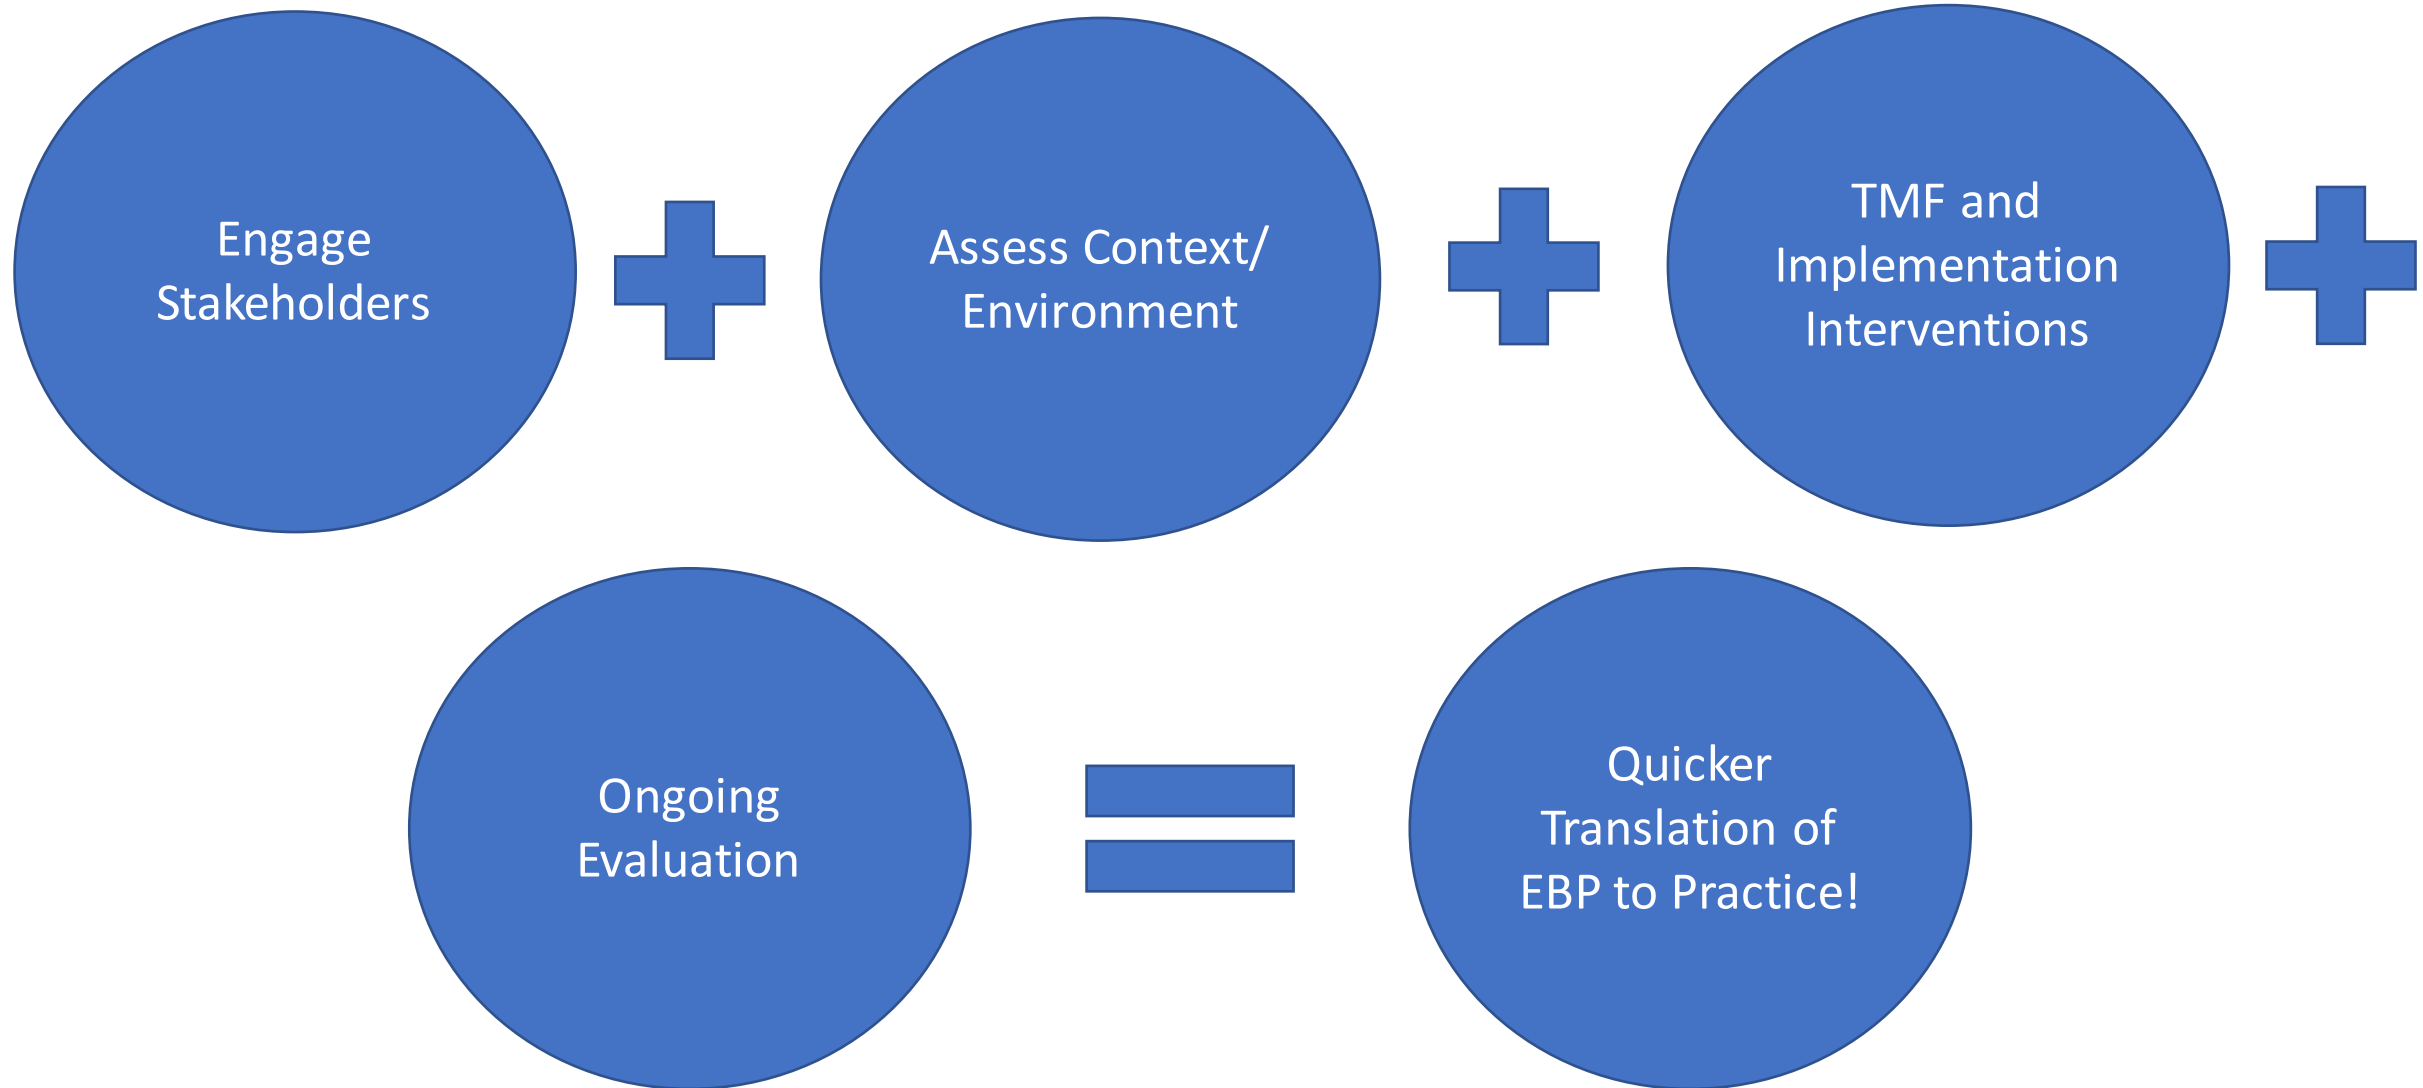 Engage
Stakeholders
Assess Context/
Environment
TMF and
Implementation
Interventions
Ongoing
Evaluation
Quicker
Translation of
EBP to Practice!